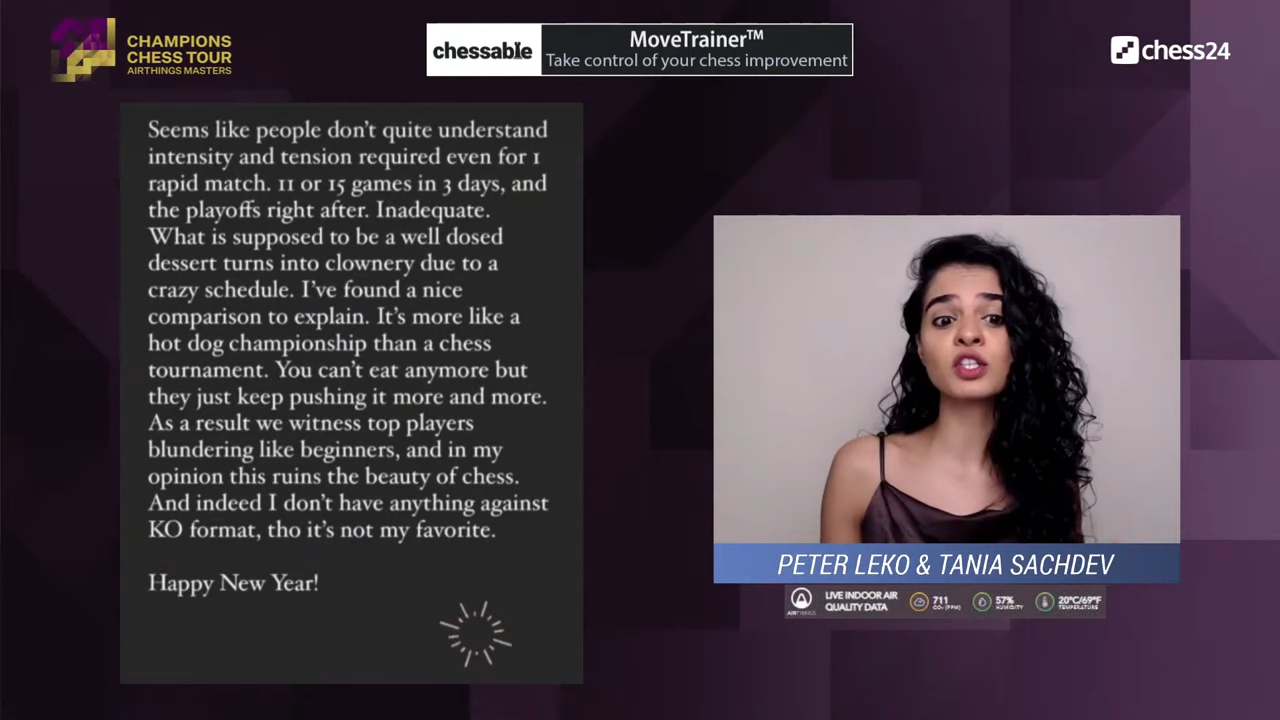 CHAMPIONS
CHESS TOUR
AIRTHINGS MASTERS
chessable
MoveTrainer™
Take control of your chess improvement
chess24
Seems like people don't quite understand
intensity and tension required even for 1
rapid match. 11 or 15 games in 3 days, and
the playoffs right after. Inadequate.
What is supposed to be a well dosed
dessert turns into clownery due to a
crazy schedule. I've found a nice
comparison to explain. It's more like a
hot dog championship than a chess
tournament. You can't eat anymore but
they just keep pushing it more and more.
As a result we witness top players
blundering like beginners, and in my
opinion this ruins the beauty of chess.
And indeed I don't have anything against
KO format, tho it's not my favorite.
Happy New Year!
PETER LEKO & TANIA SACHDEV
AIRTHINGS
LIVE INDOOR AIR
QUALITY DATA
711
CO₂ (PPM)
57%
HUMIDITY
20°C/69°F
TEMPERATURE